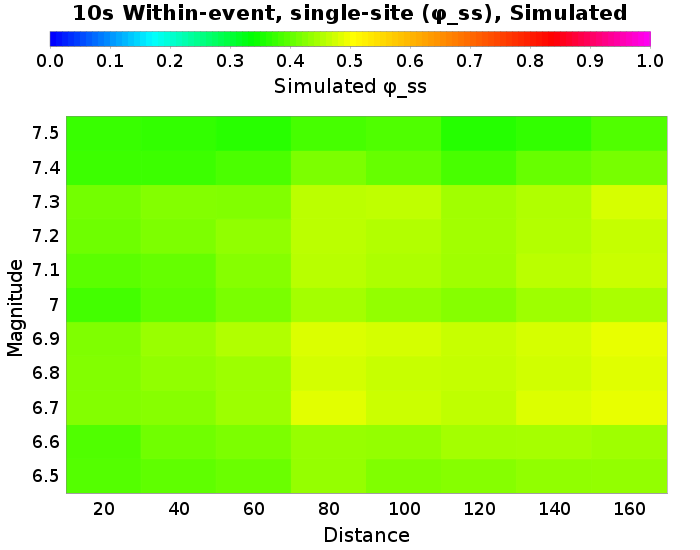 10s Within-event, single-site (φ_ss), Simulated
0.0 0.1 0.2 0.3 0.4 0.5 0.6 0.7 0.8 0.9 1.0
Simulated φ_ss
Magnitude
7.5
7.4
7.3
7.2
7.1
7
6.9
6.8
6.7
6.6
6.5
20 40 60 80 100 120 140 160
Distance